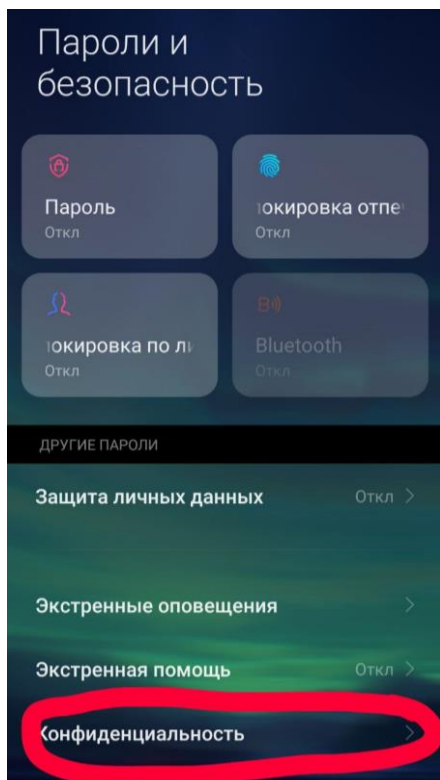 Пароли и
безопасность
Пароль
Откл
окировка отпе
Откл
окировка по ли
Откл
Bluetooth
Откл
ДРУГИЕ ПАРОЛИ
Защита личных данных Откл
Экстренные оповещения
Экстренная помощь Откл
Конфиденциальность